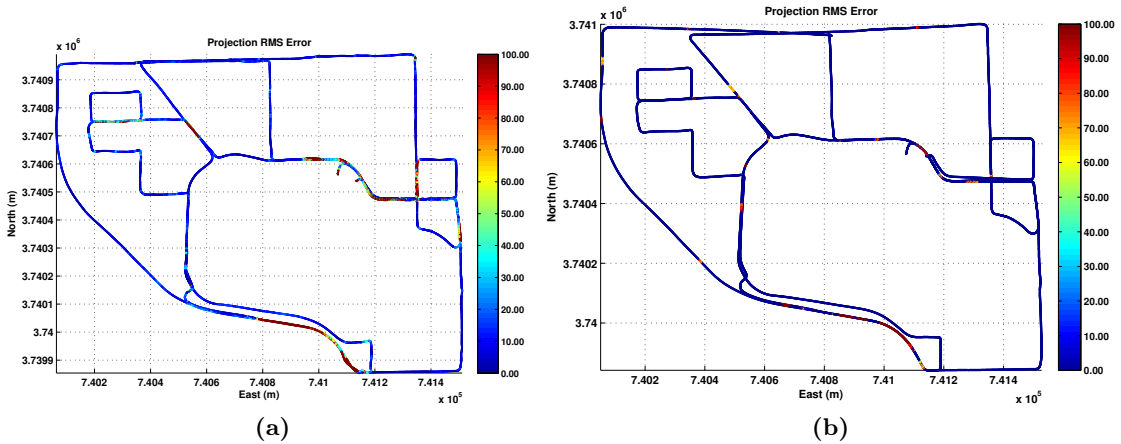 Projection RMS Error
x 10^6
3.7409
3.7408
3.7407
3.7406
3.7405
3.7404
3.7403
3.7402
3.7401
3.74
3.7399
North (m)
7.402 7.404 7.406 7.408 7.41 7.412 7.414
East (m)
x 10^5
100.00
90.00
80.00
70.00
60.00
50.00
40.00
30.00
20.00
10.00
0.00
(a)
Projection RMS Error
x 10^6
3.741
3.7408
3.7406
3.7404
3.7402
3.74
North (m)
7.402 7.404 7.406 7.408 7.41 7.412 7.414
East (m)
x 10^5
100.00
90.00
80.00
70.00
60.00
50.00
40.00
30.00
20.00
10.00
0.00
(b)